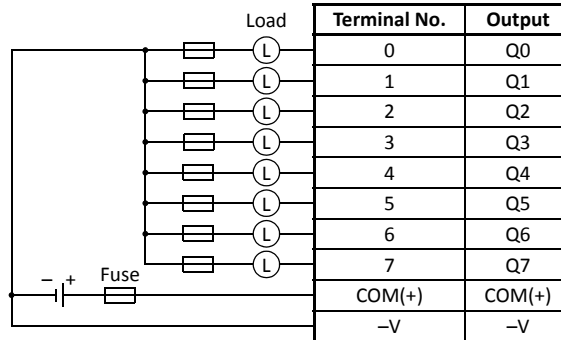 Load
Terminal No. Output
L 0 Q0
L 1 Q1
L 2 Q2
L 3 Q3
L 4 Q4
L 5 Q5
L 6 Q6
L 7 Q7
– + Fuse COM(+) COM(+)
–V –V